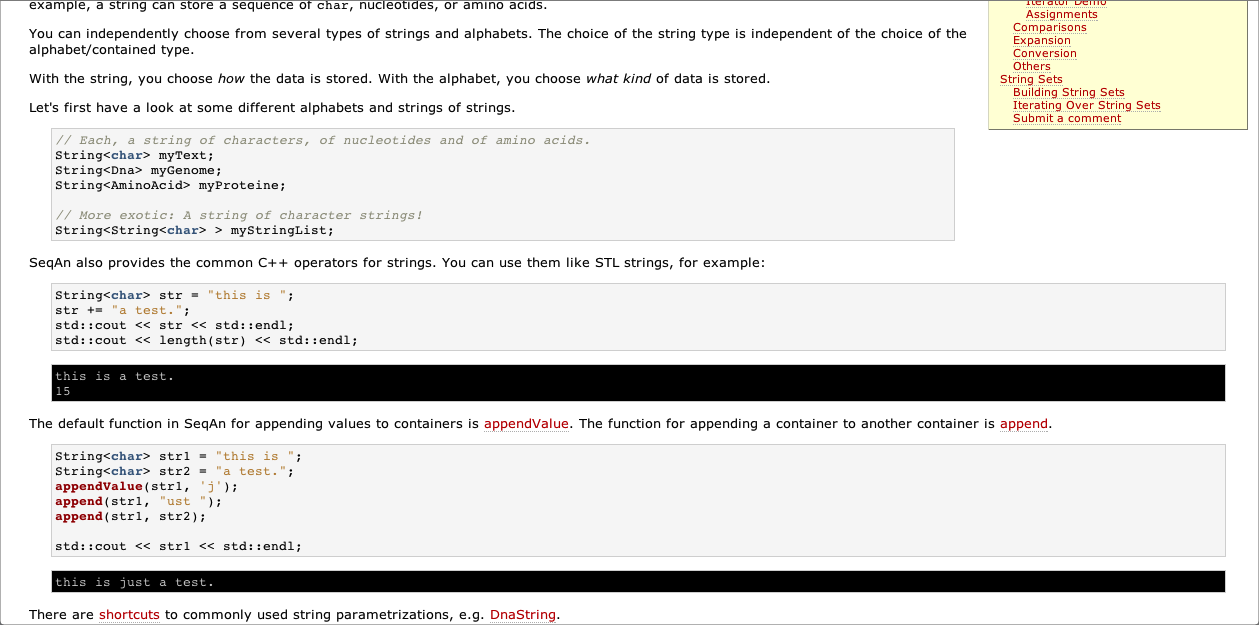 example, a string can store a sequence of char, nucleotides, or amino acids.
You can independently choose from several types of strings and alphabets. The choice of the string type is independent of the choice of the
alphabet/contained type.
With the string, you choose how the data is stored. With the alphabet, you choose what kind of data is stored.
Let's first have a look at some different alphabets and strings of strings.
Iterator Demo
Assignments
Comparisons
Expansion
Conversion
Others
String Sets
Building String Sets
Iterating Over String Sets
Submit a comment
// Each, a string of characters, of nucleotides and of amino acids.
String<char> myText;
String<Dna> myGenome;
String<AminoAcid> myProteine;
// More exotic: A string of character strings!
String<String<char> > myStringList;
SeqAn also provides the common C++ operators for strings. You can use them like STL strings, for example:
String<char> str = "this is ";
str += "a test.";
std::cout << str << std::endl;
std::cout << length(str) << std::endl;
this is a test.
15
The default function in SeqAn for appending values to containers is appendValue. The function for appending a container to another container is append.
String<char> str1 = "this is ";
String<char> str2 = "a test.";
appendValue(str1, 'j');
append(str1, "ust ");
append(str1, str2);
std::cout << str1 << std::endl;
this is just a test.
There are shortcuts to commonly used string parametrizations, e.g. DnaString.